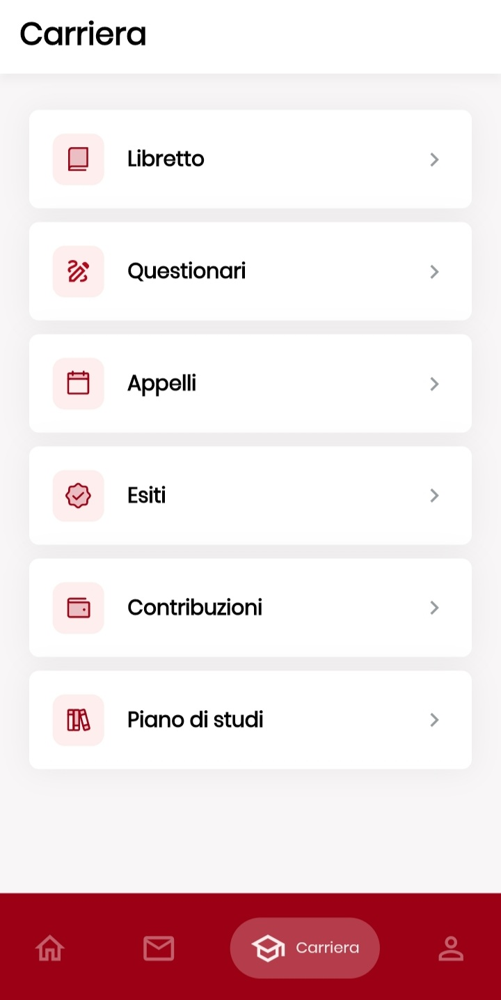 Carriera
Libretto
Questionari
Appelli
Esiti
Contribuzioni
Piano di studi
Carriera